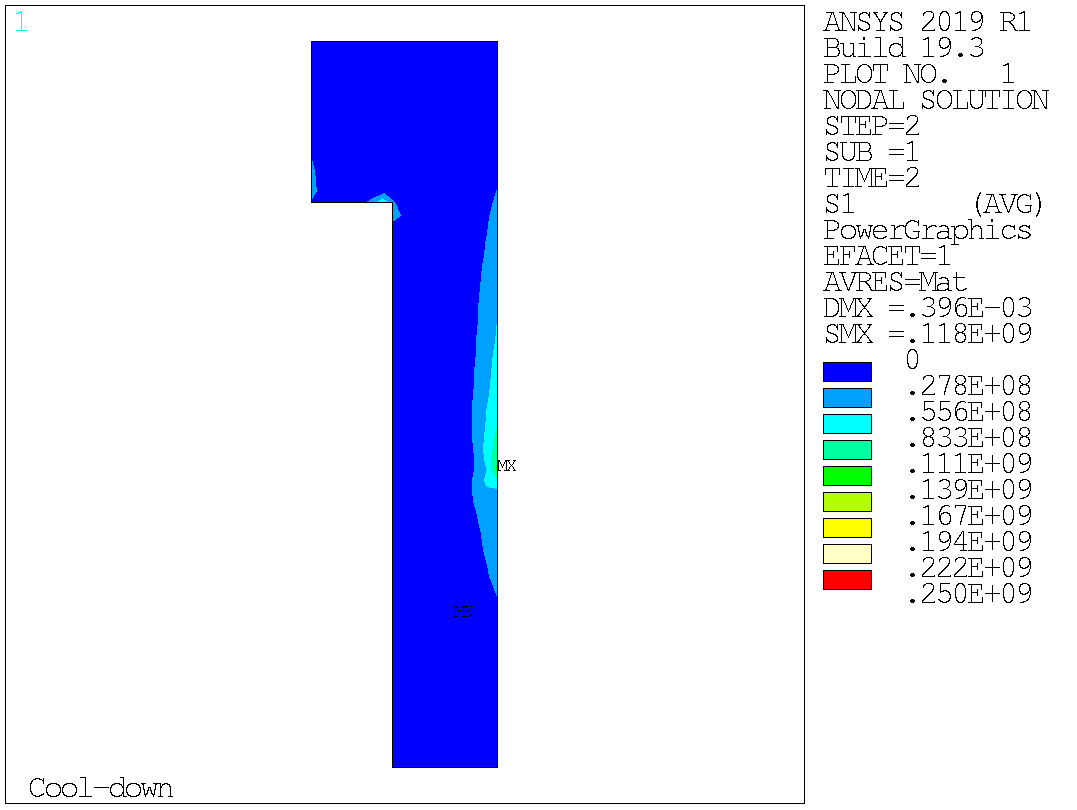 1
ANSYS 2019 R1
Build 19.3
PLOT NO. 1
NODAL SOLUTION
STEP=2
SUB =1
TIME=2
S1 (AVG)
PowerGraphics
EFACET=1
AVRES=Mat
DMX =.396E-03
SMX =.118E+09
0
.278E+08
.556E+08
.833E+08
.111E+09
.139E+09
.167E+09
.194E+09
.222E+09
.250E+09
MX
MN
Cool-down